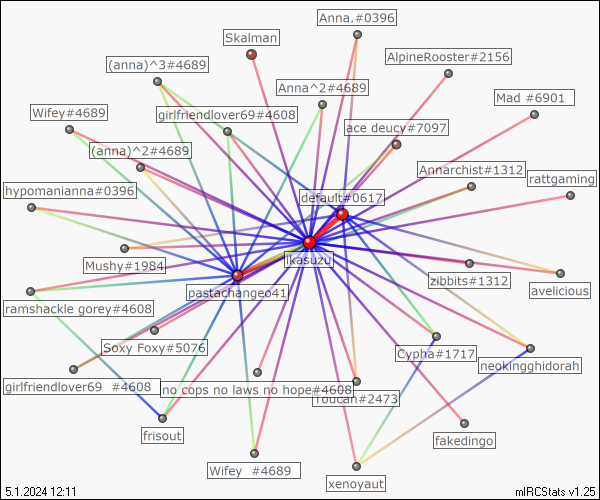 Anna.#0396
Skalman
AlpineRooster#2156
(anna)^3#4689
Anna^2#4689
Mad #6901
Wifey#4689
girlfriendlover69#4608
ace deucy#7097
(anna)^2#4689
Annarchist#1312
rattgaming
hypomanianna#0396
default#0617
ikasuzu
Mushy#1984
zibbits#1312
avelicious
pastachangeo41
ramshackle gorey#4608
Soxy Foxy#5076
Cypha#1717
neokingghidorah
girlfriendlover69 #4608
no cops no laws no hope#4608
Toucan#2473
frisout
fakedingo
Wifey #4689
xenoyaut
5.1.2024 12:11
mIRCStats v1.25